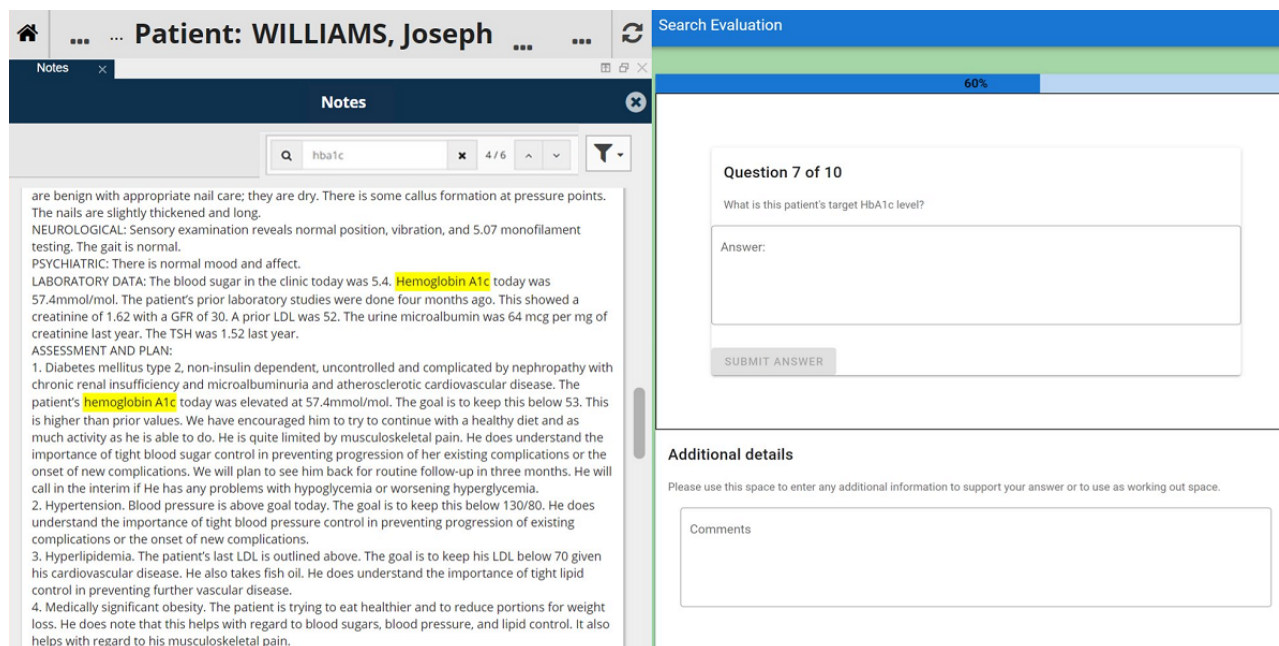 ... ... Patient: WILLIAMS, Joseph ... ...
Notes
Notes
hba1c
4/6
are benign with appropriate nail care; they are dry. There is some callus formation at pressure points.
The nails are slightly thickened and long.
NEUROLOGICAL: Sensory examination reveals normal position, vibration, and 5.07 monofilament
testing. The gait is normal.
PSYCHIATRIC: There is normal mood and affect.
LABORATORY DATA: The blood sugar in the clinic today was 5.4. Hemoglobin A1c today was
57.4mmol/mol. The patient's prior laboratory studies were done four months ago. This showed a
creatinine of 1.62 with a GFR of 30. A prior LDL was 52. The urine microalbumin was 64 mcg per mg of
creatinine last year. The TSH was 1.52 last year.
ASSESSMENT AND PLAN:
1. Diabetes mellitus type 2, non-insulin dependent, uncontrolled and complicated by nephropathy with
chronic renal insufficiency and microalbuminuria and atherosclerotic cardiovascular disease. The
patient's hemoglobin A1c today was elevated at 57.4mmol/mol. The goal is to keep this below 53. This
is higher than prior values. We have encouraged him to try to continue with a healthy diet and as
much activity as he is able to do. He is quite limited by musculoskeletal pain. He does understand the
importance of tight blood sugar control in preventing progression of her existing complications or the
onset of new complications. We will plan to see him back for routine follow-up in three months. He will
call in the interim if He has any problems with hypoglycemia or worsening hyperglycemia.
2. Hypertension. Blood pressure is above goal today. The goal is to keep this below 130/80. He does
understand the importance of tight blood pressure control in preventing progression of existing
complications or the onset of new complications.
3. Hyperlipidemia. The patient's last LDL is outlined above. The goal is to keep his LDL below 70 given
his cardiovascular disease. He also takes fish oil. He does understand the importance of tight lipid
control in preventing further vascular disease.
4. Medically significant obesity. The patient is trying to eat healthier and to reduce portions for weight
loss. He does note that this helps with regard to blood sugars, blood pressure, and lipid control. It also
helps with regard to his musculoskeletal pain.
Search Evaluation
60%
Question 7 of 10
What is this patient's target HbA1c level?
Answer:
SUBMIT ANSWER
Additional details
Please use this space to enter any additional information to support your answer or to use as working out space.
Comments